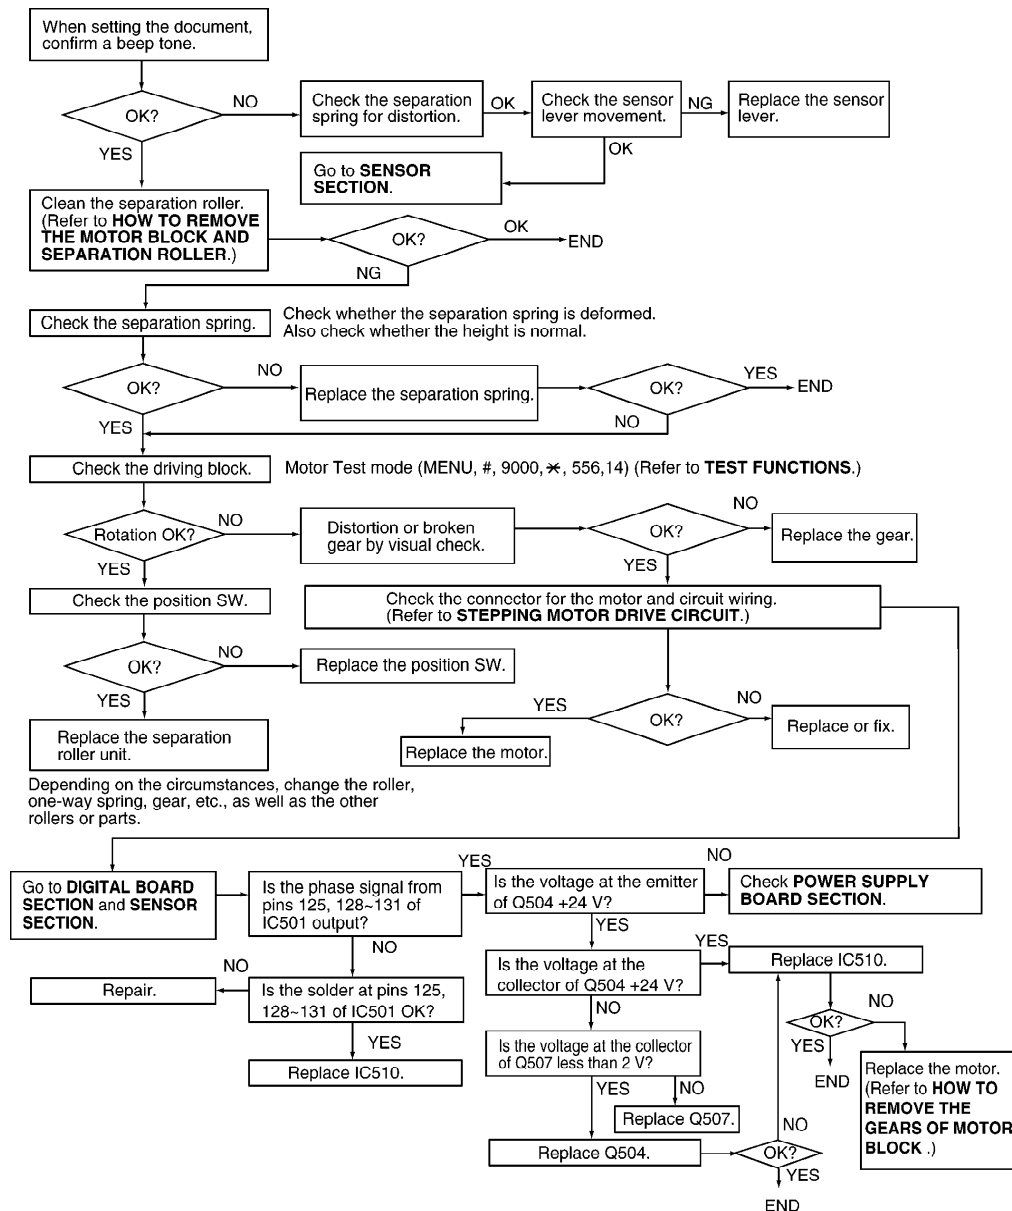 When setting the document,
confirm a beep tone.
OK?
NO
Check the separation
spring for distortion.
OK
Check the sensor
lever movement.
NG
Replace the sensor
lever.
YES
OK
Go to SENSOR
SECTION.
Clean the separation roller.
(Refer to HOW TO REMOVE
THE MOTOR BLOCK AND
SEPARATION ROLLER.)
OK?
OK
END
NG
Check the separation spring.
Check whether the separation spring is deformed.
Also check whether the height is normal.
OK?
NO
Replace the separation spring.
OK?
YES
END
YES
NO
Check the driving block.
Motor Test mode (MENU, #, 9000, ✶, 556,14) (Refer to TEST FUNCTIONS.)
Rotation OK?
NO
Distortion or broken
gear by visual check.
OK?
NO
Replace the gear.
YES
YES
Check the position SW.
Check the connector for the motor and circuit wiring.
(Refer to STEPPING MOTOR DRIVE CIRCUIT.)
OK?
NO
Replace the position SW.
YES
YES
OK?
NO
Replace or fix.
Replace the separation
roller unit.
Replace the motor.
Depending on the circumstances, change the roller,
one-way spring, gear, etc., as well as the other
rollers or parts.
Go to DIGITAL BOARD
SECTION and SENSOR
SECTION.
Is the phase signal from
pins 125, 128~131 of
IC501 output?
YES
Is the voltage at the emitter
of Q504 +24 V?
NO
Check POWER SUPPLY
BOARD SECTION.
NO
YES
Repair.
NO
Is the solder at pins 125,
128~131 of IC501 OK?
Is the voltage at the
collector of Q504 +24 V?
YES
Replace IC510.
YES
NO
OK?
NO
Replace IC510.
Is the voltage at the collector
of Q507 less than 2 V?
YES
END
Replace the motor.
(Refer to HOW TO
REMOVE THE
GEARS OF MOTOR
BLOCK .)
YES
NO
Replace Q507.
NO
Replace Q504.
OK?
YES
END